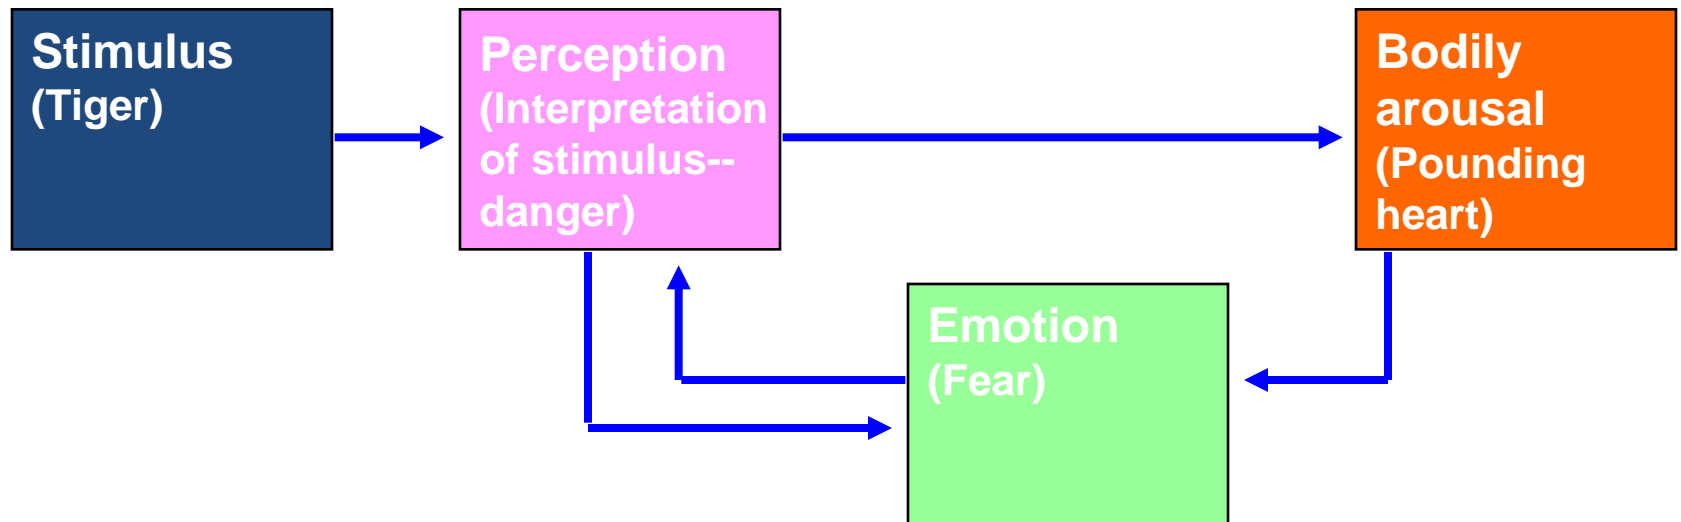 Stimulus
(Tiger)
Perception
(Interpretation
of stimulus--
danger)
Bodily
arousal
(Pounding
heart)
Emotion
(Fear)